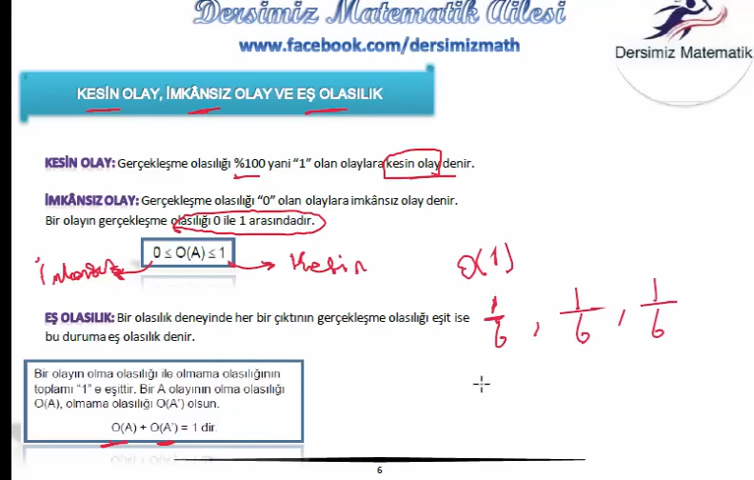 Dersimiz Matematik Ailesi
www.facebook.com/dersimizmath
Dersimiz Matematik
KESİN OLAY, İMKÂNSIZ OLAY VE EŞ OLASILIK
KESİN OLAY: Gerçekleşme olasılığı %100 yani “1” olan olaylara kesin olay denir.
İMKÂNSIZ OLAY: Gerçekleşme olasılığı “0” olan olaylara imkânsız olay denir.
Bir olayın gerçekleşme olasılığı 0 ile 1 arasındadır.
0 ≤ O(A) ≤ 1
İmkansız
Kesin
O(1)
1/6 , 1/6 , 1/6
EŞ OLASILIK: Bir olasılık deneyinde her bir çıktının gerçekleşme olasılığı eşit ise
bu duruma eş olasılık denir.
Bir olayın olma olasılığı ile olmama olasılığının
toplamı “1” e eşittir. Bir A olayının olma olasılığı
O(A), olmama olasılığı O(A') olsun.
O(A) + O(A') = 1 dir.
6